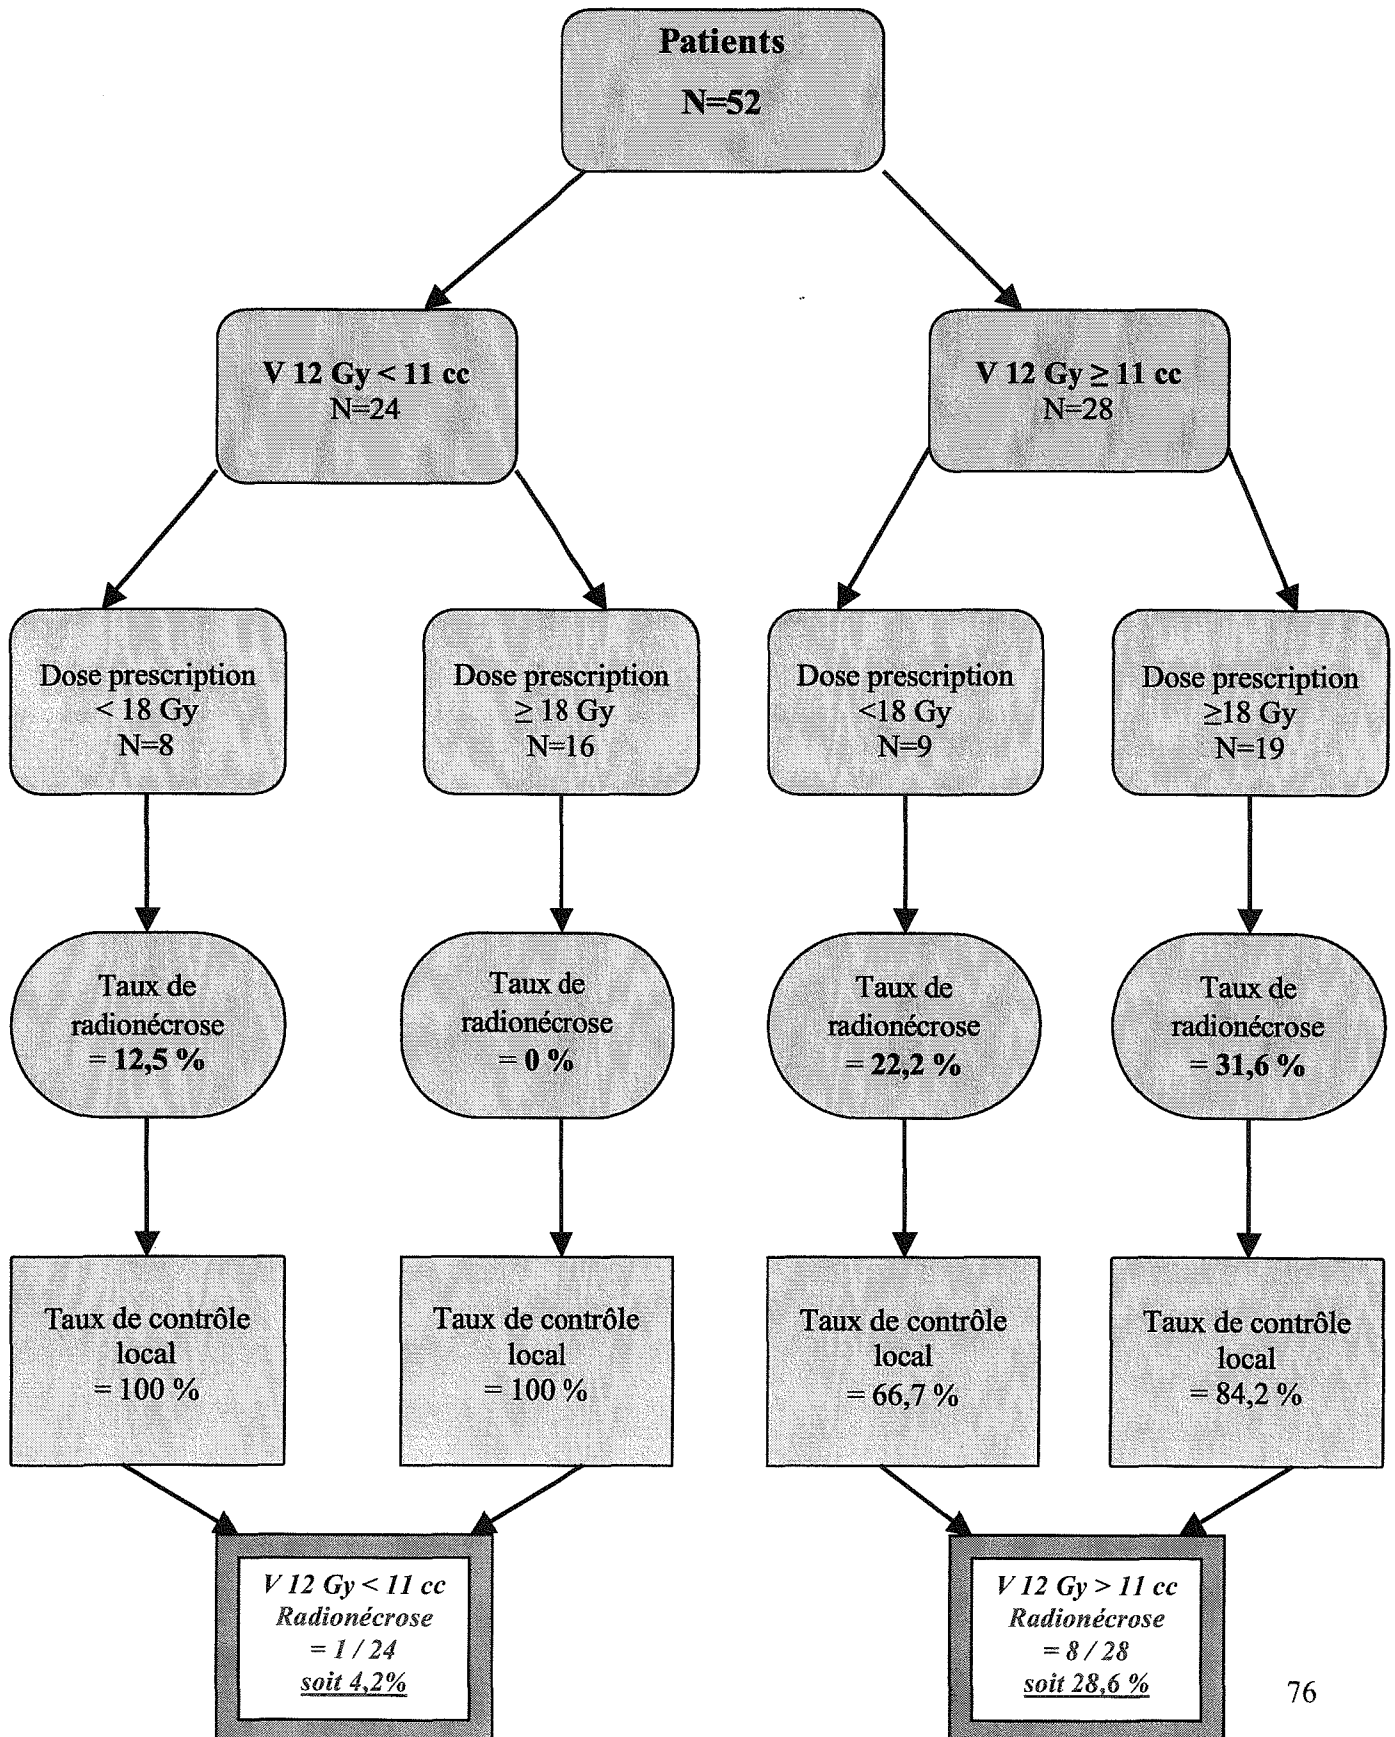 Patients
N=52
V 12 Gy < 11 cc
N=24
V 12 Gy ≥ 11 cc
N=28
Dose prescription
< 18 Gy
N=8
Dose prescription
≥ 18 Gy
N=16
Dose prescription
<18 Gy
N=9
Dose prescription
≥18 Gy
N=19
Taux de
radionécrose
= 12,5 %
Taux de
radionécrose
= 0 %
Taux de
radionécrose
= 22,2 %
Taux de
radionécrose
= 31,6 %
Taux de contrôle
local
= 100 %
Taux de contrôle
local
= 100 %
Taux de contrôle
local
= 66,7 %
Taux de contrôle
local
= 84,2 %
V 12 Gy < 11 cc
Radionécrose
= 1 / 24
soit 4,2%
V 12 Gy > 11 cc
Radionécrose
= 8 / 28
soit 28,6 %
76